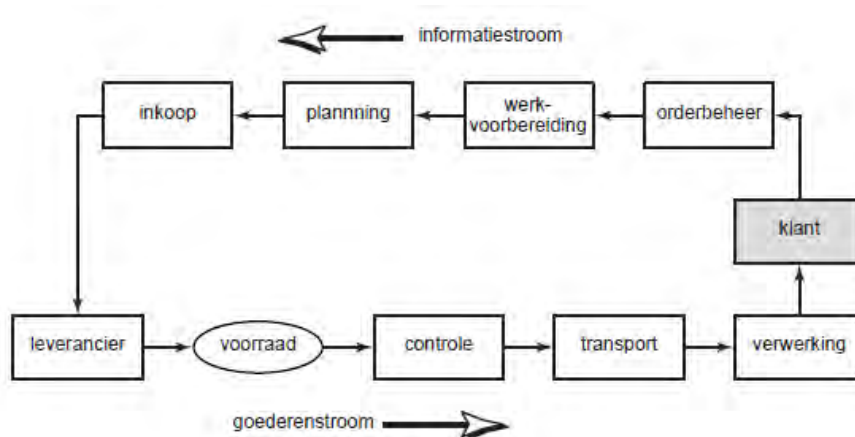 informatiestroom
inkoop
plannning
werk-
voorbereiding
orderbeheer
klant
leverancier
voorraad
controle
transport
verwerking
goederenstroom